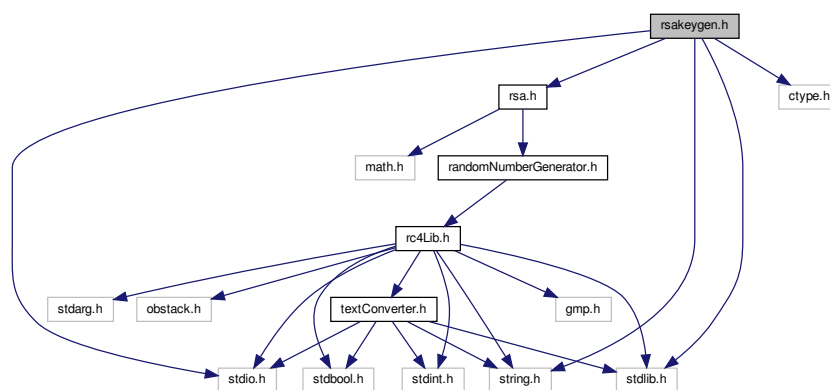 rsakeygen.h
rsa.h
ctype.h
math.h
randomNumberGenerator.h
rc4Lib.h
stdarg.h
obstack.h
textConverter.h
gmp.h
stdio.h
stdbool.h
stdint.h
string.h
stdlib.h